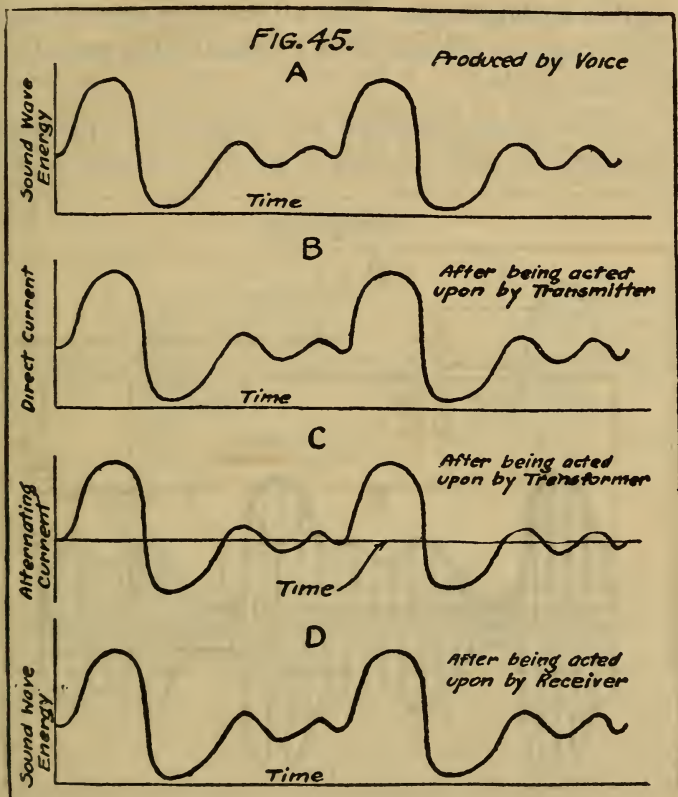 FIG. 45.
A
Produced by Voice
Sound Wave
Energy
Time
B
After being acted
upon by Transmitter
Direct Current
Time
C
After being acted
upon by Transformer
Alternating
Current
Time
D
After being acted
upon by Receiver
Sound Wave
Energy
Time